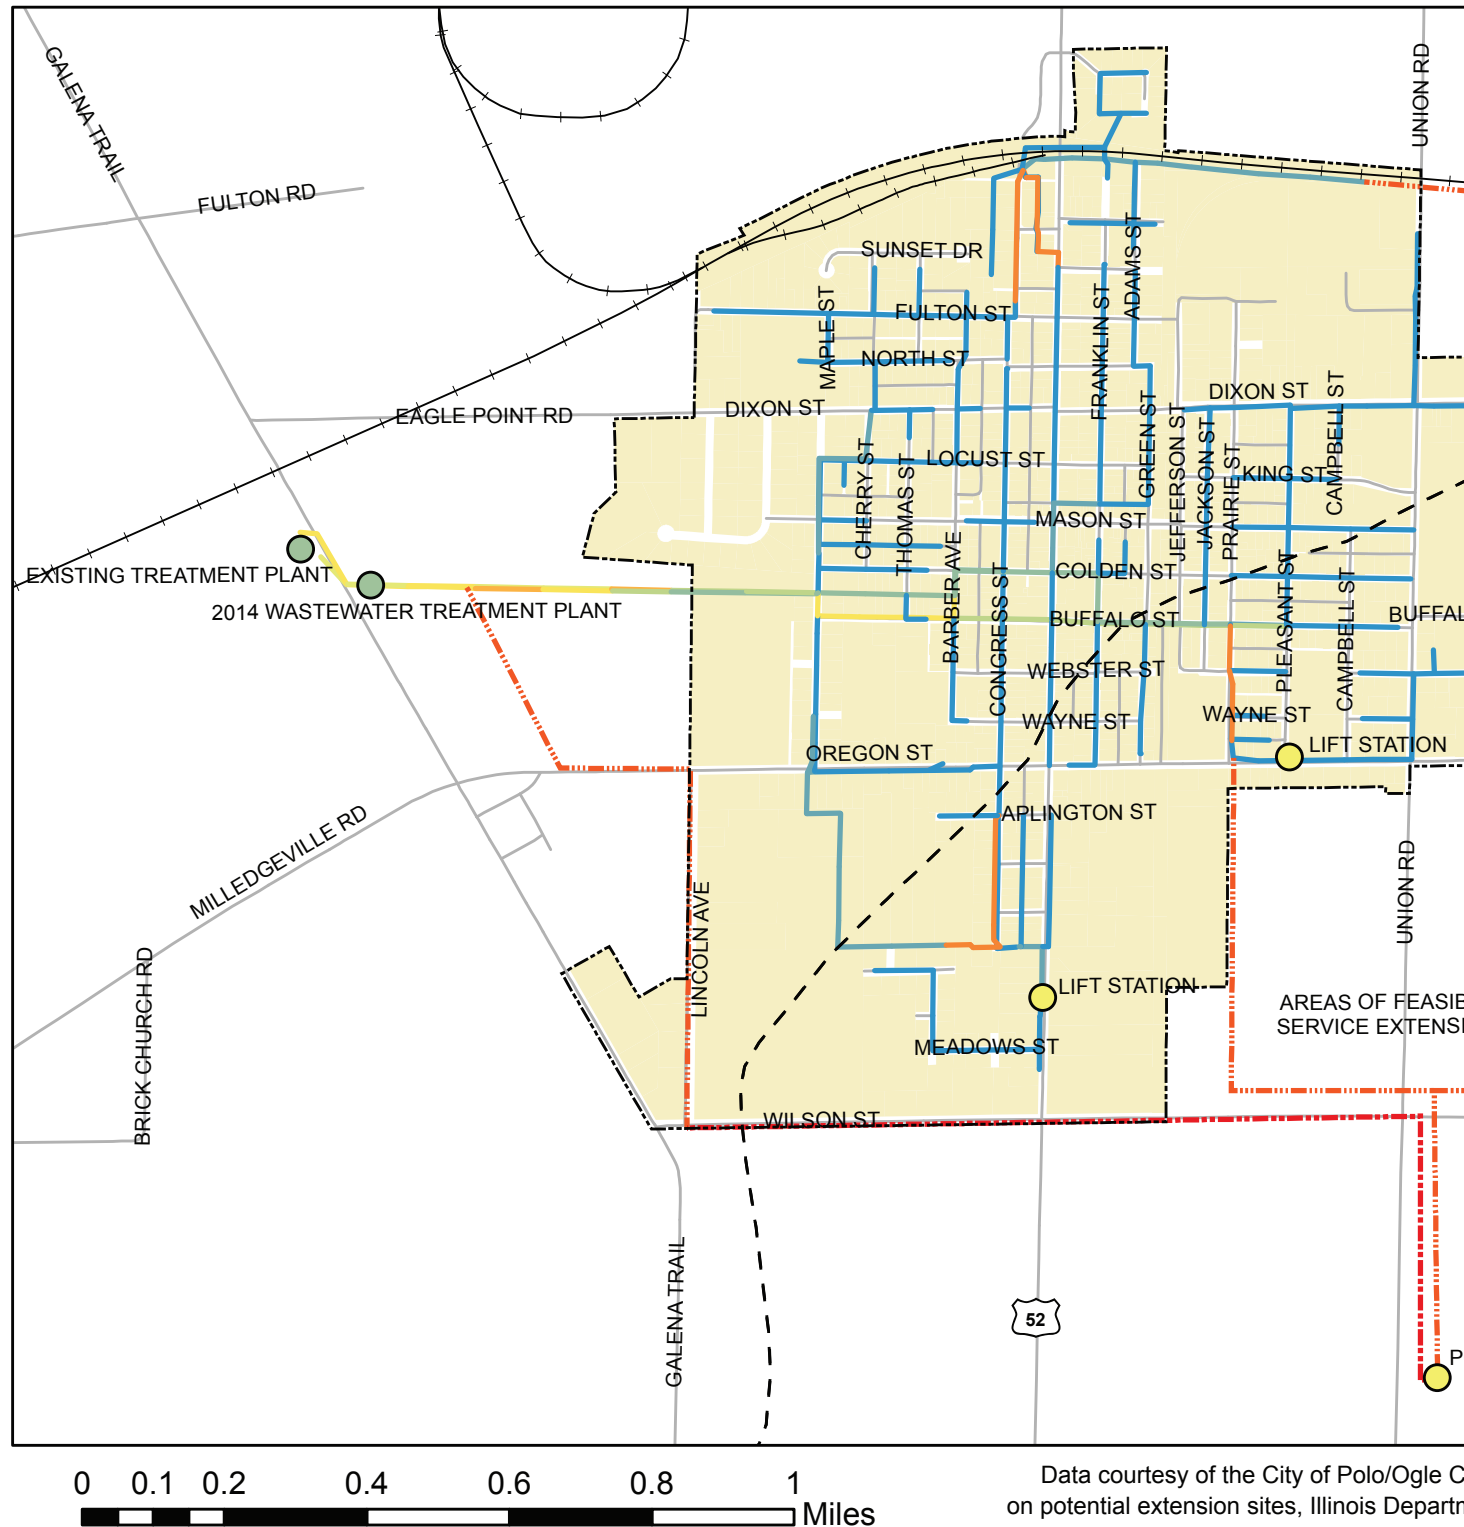 GALENA TRAIL
UNION RD
FULTON RD
SUNSET DR
ADAMS ST
MAPLE ST
FULTON ST
FRANKLIN ST
NORTH ST
EAGLE POINT RD
DIXON ST
DIXON ST
CAMPBELL ST
GREEN ST
JEFFERSON ST
JACKSON ST
PRAIRIE ST
CHERRY ST
THOMAS ST
LOCUST ST
KING ST
MASON ST
EXISTING TREATMENT PLANT
2014 WASTEWATER TREATMENT PLANT
BARBER AVE
CONGRESS ST
COLDEN ST
BUFFALO ST
PLEASANT ST
CAMPBELL ST
BUFFAL
WEBSTER ST
WAYNE ST
WAYNE ST
OREGON ST
LIFT STATION
APLINGTON ST
MILLEDGEVILLE RD
LINCOLN AVE
UNION RD
BRICK CHURCH RD
LIFT STATION
AREAS OF FEASIB
SERVICE EXTENSI
MEADOWS ST
WILSON ST
GALENA TRAIL
52
P
0 0.1 0.2 0.4 0.6 0.8 1
Miles
Data courtesy of the City of Polo/Ogle C
on potential extension sites, Illinois Departm